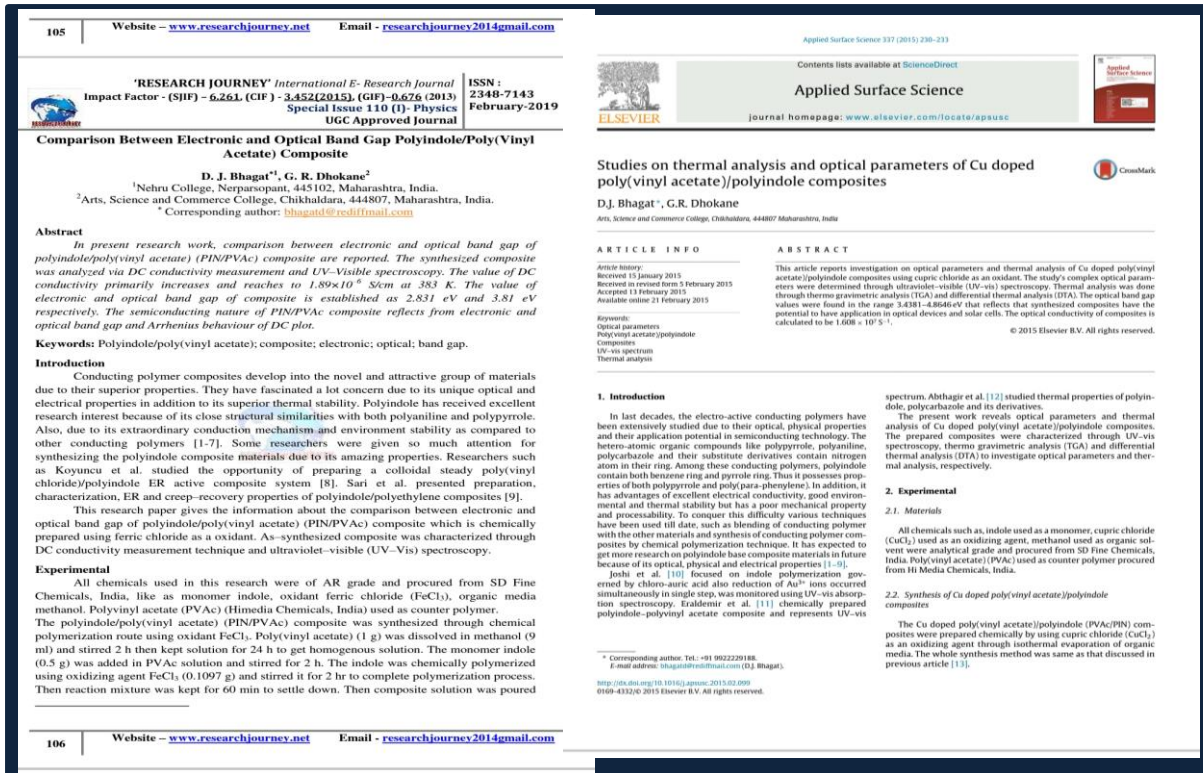 105
Website – www.researchjourney.net Email - researchjourney2014gmail.com
'RESEARCH JOURNEY' International E- Research Journal
Impact Factor - (SJIF) – 6.261, (CIF ) - 3.452(2015), (GIF)–0.676 (2013)
Special Issue 110 (I)- Physics
UGC Approved Journal
ISSN :
2348-7143
February-2019
Comparison Between Electronic and Optical Band Gap Polyindole/Poly(Vinyl
Acetate) Composite
D. J. Bhagat*1, G. R. Dhokane2
1Nehru College, Nerparsopant, 445102, Maharashtra, India.
2Arts, Science and Commerce College, Chikhaldara, 444807, Maharashtra, India.
* Corresponding author: bhagatd@rediffmail.com
Abstract
In present research work, comparison between electronic and optical band gap of
polyindole/poly(vinyl acetate) (PIN/PVAc) composite are reported. The synthesized composite
was analyzed via DC conductivity measurement and UV–Visible spectroscopy. The value of DC
conductivity primarily increases and reaches to 1.89×10-6 S/cm at 383 K. The value of
electronic and optical band gap of composite is established as 2.831 eV and 3.81 eV
respectively. The semiconducting nature of PIN/PVAc composite reflects from electronic and
optical band gap and Arrhenius behaviour of DC plot.
Keywords: Polyindole/poly(vinyl acetate); composite; electronic; optical; band gap.
Introduction
Conducting polymer composites develop into the novel and attractive group of materials
due to their superior properties. They have fascinated a lot concern due to its unique optical and
electrical properties in addition to its superior thermal stability. Polyindole has received excellent
research interest because of its close structural similarities with both polyaniline and polypyrrole.
Also, due to its extraordinary conduction mechanism and environment stability as compared to
other conducting polymers [1-7]. Some researchers were given so much attention for
synthesizing the polyindole composite materials due to its amazing properties. Researchers such
as Koyuncu et al. studied the opportunity of preparing a colloidal steady poly(vinyl
chloride)/polyindole ER active composite system [8]. Sari et al. presented preparation,
characterization, ER and creep–recovery properties of polyindole/polyethylene composites [9].
This research paper gives the information about the comparison between electronic and
optical band gap of polyindole/poly(vinyl acetate) (PIN/PVAc) composite which is chemically
prepared using ferric chloride as a oxidant. As–synthesized composite was characterized through
DC conductivity measurement technique and ultraviolet–visible (UV–Vis) spectroscopy.
Experimental
All chemicals used in this research were of AR grade and procured from SD Fine
Chemicals, India, like as monomer indole, oxidant ferric chloride (FeCl3), organic media
methanol. Polyvinyl acetate (PVAc) (Himedia Chemicals, India) used as counter polymer.
The polyindole/poly(vinyl acetate) (PIN/PVAc) composite was synthesized through chemical
polymerization route using oxidant FeCl3. Poly(vinyl acetate) (1 g) was dissolved in methanol (9
ml) and stirred 2 h then kept solution for 24 h to get homogenous solution. The monomer indole
(0.5 g) was added in PVAc solution and stirred for 2 h. The indole was chemically polymerized
using oxidizing agent FeCl3 (0.1097 g) and stirred it for 2 hr to complete polymerization process.
Then reaction mixture was kept for 60 min to settle down. Then composite solution was poured
106
Website – www.researchjourney.net Email - researchjourney2014gmail.com
Applied Surface Science 337 (2015) 230–233
Contents lists available at ScienceDirect
Applied Surface Science
journal homepage: www.elsevier.com/locate/apsusc
ELSEVIER
Applied
Surface Science
Studies on thermal analysis and optical parameters of Cu doped
poly(vinyl acetate)/polyindole composites
CrossMark
D.J. Bhagat*, G.R. Dhokane
Arts, Science and Commerce College, Chikhaldara, 444807 Maharashtra, India
ARTICLE INFO
Article history:
Received 15 January 2015
Received in revised form 5 February 2015
Accepted 13 February 2015
Available online 21 February 2015
Keywords:
Optical parameters
Poly(vinyl acetate)/polyindole
Composites
UV–vis spectrum
Thermal analysis
ABSTRACT
This article reports investigation on optical parameters and thermal analysis of Cu doped poly(vinyl
acetate)/polyindole composites using cupric chloride as an oxidant. The study's complex optical param-
eters were determined through ultraviolet–visible (UV–vis) spectroscopy. Thermal analysis was done
through thermo gravimetric analysis (TGA) and differential thermal analysis (DTA). The optical band gap
values were found in the range 3.4381–4.8646 eV that reflects that synthesized composites have the
potential to have application in optical devices and solar cells. The optical conductivity of composites is
calculated to be 1.608 × 10^7 S−1.
© 2015 Elsevier B.V. All rights reserved.
1. Introduction
In last decades, the electro-active conducting polymers have
been extensively studied due to their optical, physical properties
and their application potential in semiconducting technology. The
hetero-atomic organic compounds like polypyrrole, polyaniline,
polycarbazole and their substitute derivatives contain nitrogen
atom in their ring. Among these conducting polymers, polyindole
contain both benzene ring and pyrrole ring. Thus it possesses prop-
erties of both polypyrrole and poly(para-phenylene). In addition, it
has advantages of excellent electrical conductivity, good environ-
mental and thermal stability but has a poor mechanical property
and processability. To conquer this difficulty various techniques
have been used till date, such as blending of conducting polymer
with the other materials and synthesis of conducting polymer com-
posites by chemical polymerization technique. It has expected to
get more research on polyindole base composite materials in future
because of its optical, physical and electrical properties [1–9].
Joshi et al. [10] focused on indole polymerization gov-
erned by chloro-auric acid also reduction of Au3+ ions occurred
simultaneously in single step, was monitored using UV–vis absorp-
tion spectroscopy. Eraldemir et al. [11] chemically prepared
polyindole–polyvinyl acetate composite and represents UV–vis
* Corresponding author. Tel.: +91 9922229188.
E-mail address: bhagatd@rediffmail.com (D.J. Bhagat).
http://dx.doi.org/10.1016/j.apsusc.2015.02.099
0169-4332/© 2015 Elsevier B.V. All rights reserved.
spectrum. Abthagir et al. [12] studied thermal properties of polyin-
dole, polycarbazole and its derivatives.
The present work reveals optical parameters and thermal
analysis of Cu doped poly(vinyl acetate)/polyindole composites.
The prepared composites were characterized through UV–vis
spectroscopy, thermo gravimetric analysis (TGA) and differential
thermal analysis (DTA) to investigate optical parameters and ther-
mal analysis, respectively.
2. Experimental
2.1. Materials
All chemicals such as, indole used as a monomer, cupric chloride
(CuCl2) used as an oxidizing agent, methanol used as organic sol-
vent were analytical grade and procured from SD Fine Chemicals,
India. Poly(vinyl acetate) (PVAc) used as counter polymer procured
from Hi Media Chemicals, India.
2.2. Synthesis of Cu doped poly(vinyl acetate)/polyindole
composites
The Cu doped poly(vinyl acetate)/polyindole (PVAc/PIN) com-
posites were prepared chemically by using cupric chloride (CuCl2)
as an oxidizing agent through isothermal evaporation of organic
media. The whole synthesis method was same as that discussed in
previous article [13].